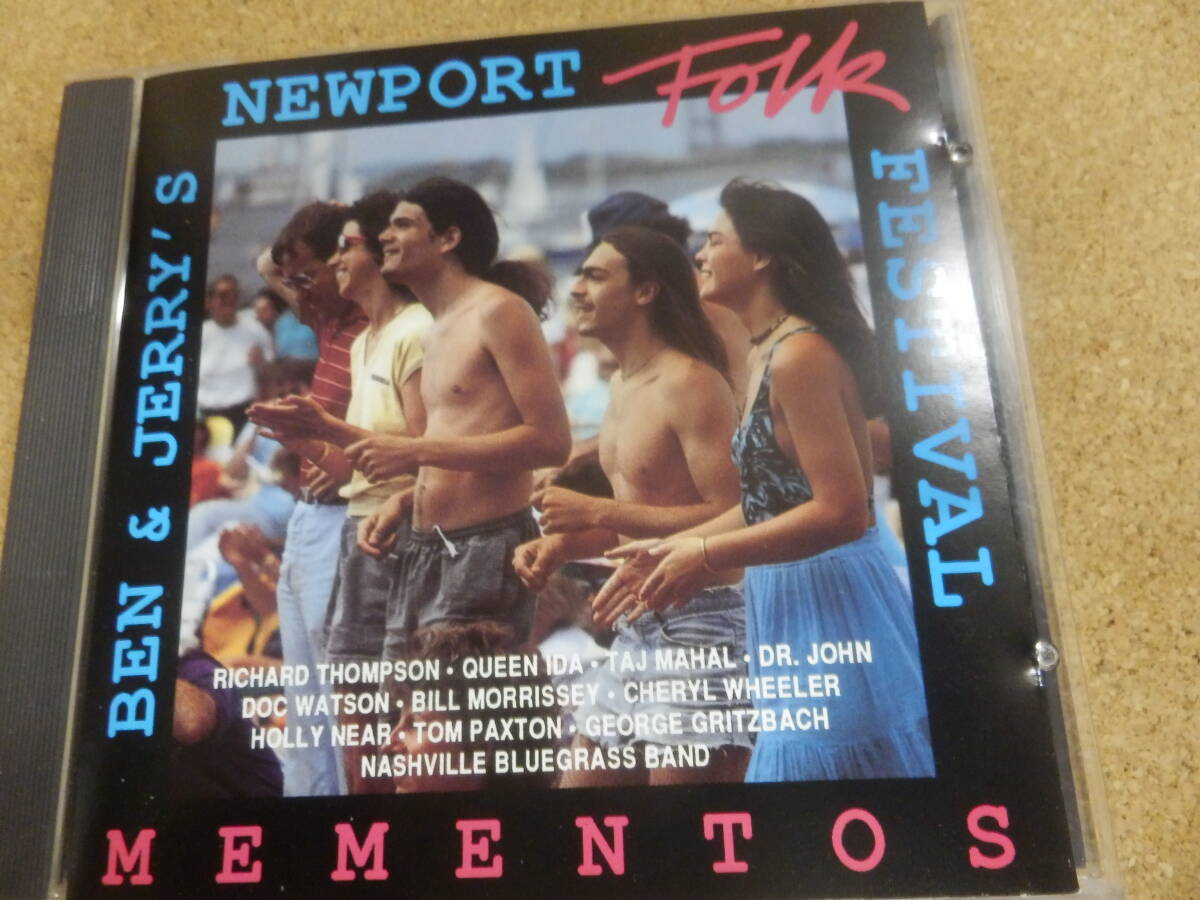 BEN & JERRY'S
NEWPORT Folk
FESTIVAL
RICHARD THOMPSON • QUEEN IDA • TAJ MAHAL • DR. JOHN
DOC WATSON • BILL MORRISSEY • CHERYL WHEELER
HOLLY NEAR • TOM PAXTON • GEORGE GRITZBACH
NASHVILLE BLUEGRASS BAND
MEMENTOS